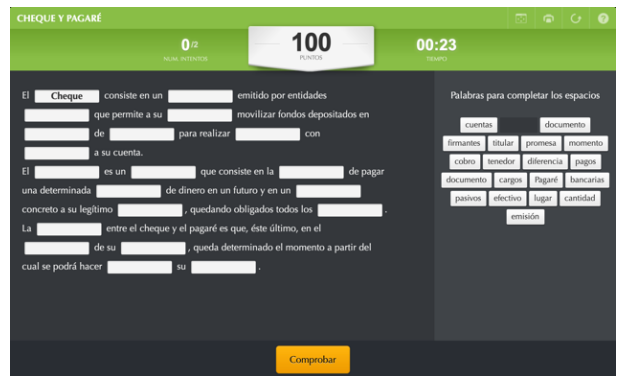 CHEQUE Y PAGARÉ
0/2
NUM. INTENTOS
100
PUNTOS
00:23
TIEMPO
El Cheque consiste en un emitido por entidades
que permite a su movilizar fondos depositados en
de para realizar con
a su cuenta.
El es un que consiste en la de pagar
una determinada de dinero en un futuro y en un
concreto a su legítimo , quedando obligados todos los .
La entre el cheque y el pagaré es que, éste último, en el
de su , queda determinado el momento a partir del
cual se podrá hacer su .
Palabras para completar los espacios
cuentas documento
firmantes titular promesa momento
cobro tenedor diferencia pagos
documento cargos Pagaré bancarias
pasivos efectivo lugar cantidad
emisión
Comprobar